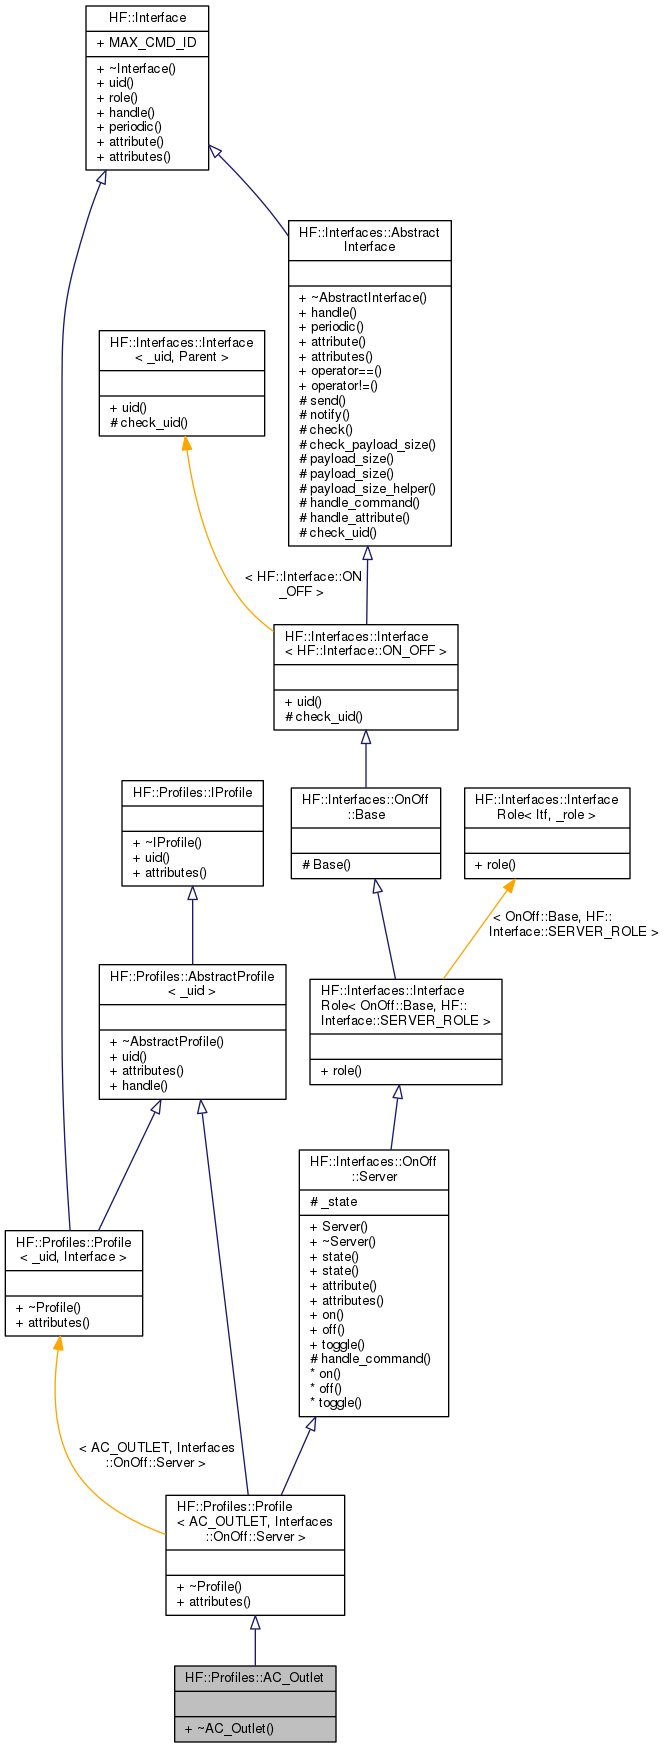 HF::Interface
+ MAX_CMD_ID
+ ~Interface()
+ uid()
+ role()
+ handle()
+ periodic()
+ attribute()
+ attributes()
HF::Interfaces::Abstract
Interface
+ ~AbstractInterface()
+ handle()
+ periodic()
+ attribute()
+ attributes()
+ operator==()
+ operator!=()
# send()
# notify()
# check()
# check_payload_size()
# payload_size()
# payload_size()
# payload_size_helper()
# handle_command()
# handle_attribute()
# check_uid()
HF::Interfaces::Interface
< _uid, Parent >
+ uid()
# check_uid()
< HF::Interface::ON
_OFF >
HF::Interfaces::Interface
< HF::Interface::ON_OFF >
+ uid()
# check_uid()
HF::Profiles::IProfile
+ ~IProfile()
+ uid()
+ attributes()
HF::Interfaces::OnOff
::Base
# Base()
HF::Interfaces::Interface
Role< Itf, _role >
+ role()
< OnOff::Base, HF::
Interface::SERVER_ROLE >
HF::Profiles::AbstractProfile
< _uid >
+ ~AbstractProfile()
+ uid()
+ attributes()
+ handle()
HF::Interfaces::Interface
Role< OnOff::Base, HF::
Interface::SERVER_ROLE >
+ role()
HF::Interfaces::OnOff
::Server
# _state
+ Server()
+ ~Server()
+ state()
+ state()
+ attribute()
+ attributes()
+ on()
+ off()
+ toggle()
# handle_command()
* on()
* off()
* toggle()
HF::Profiles::Profile
< _uid, Interface >
+ ~Profile()
+ attributes()
< AC_OUTLET, Interfaces
::OnOff::Server >
HF::Profiles::Profile
< AC_OUTLET, Interfaces
::OnOff::Server >
+ ~Profile()
+ attributes()
HF::Profiles::AC_Outlet
+ ~AC_Outlet()